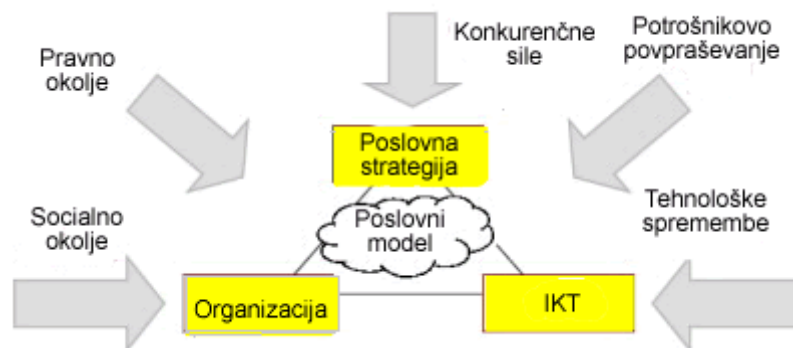 Pravno
okolje
Konkurenčne
sile
Potrošnikovo
povpraševanje
Poslovna
strategija
Socialno
okolje
Poslovni
model
Tehnološke
spremembe
Organizacija
IKT